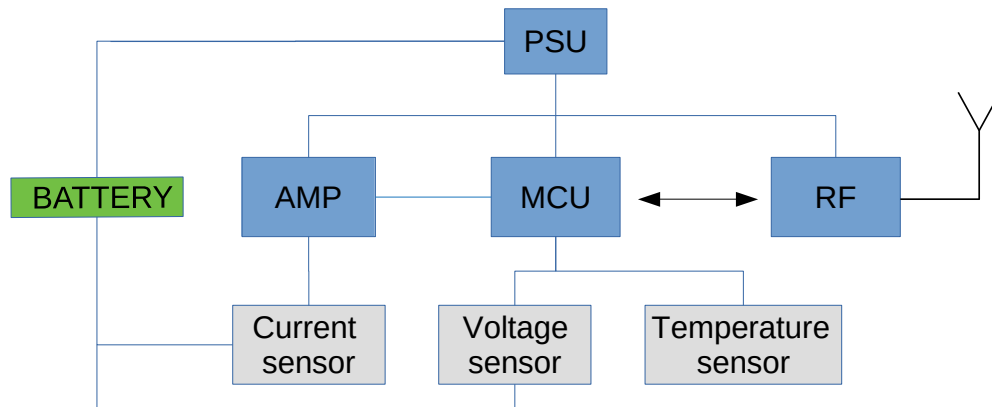 PSU
BATTERY
AMP
MCU
RF
Current
sensor
Voltage
sensor
Temperature
sensor